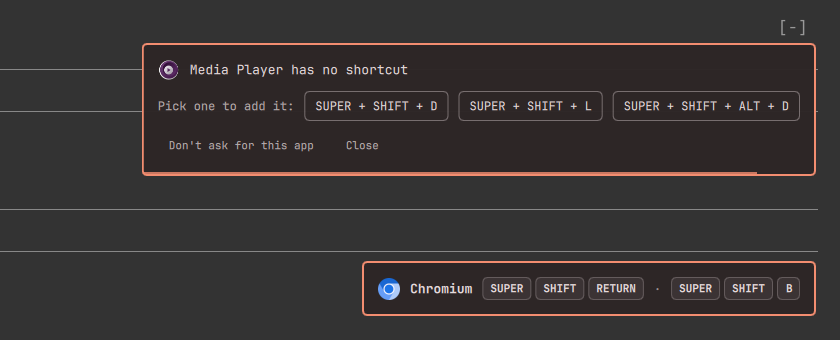 [-]
Media Player has no shortcut
Pick one to add it: SUPER + SHIFT + D SUPER + SHIFT + L SUPER + SHIFT + ALT + D
Don't ask for this app Close
Chromium SUPER SHIFT RETURN · SUPER SHIFT B